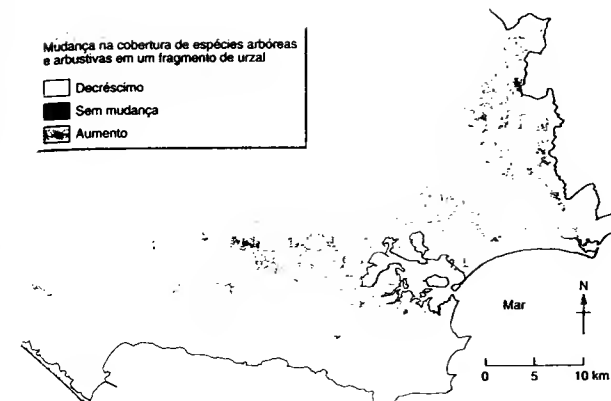 Mudança na cobertura de espécies arbóreas
e arbustivas em um fragmento de urzal
Decréscimo
Sem mudança
Aumento
Mar
N
0 5 10 km